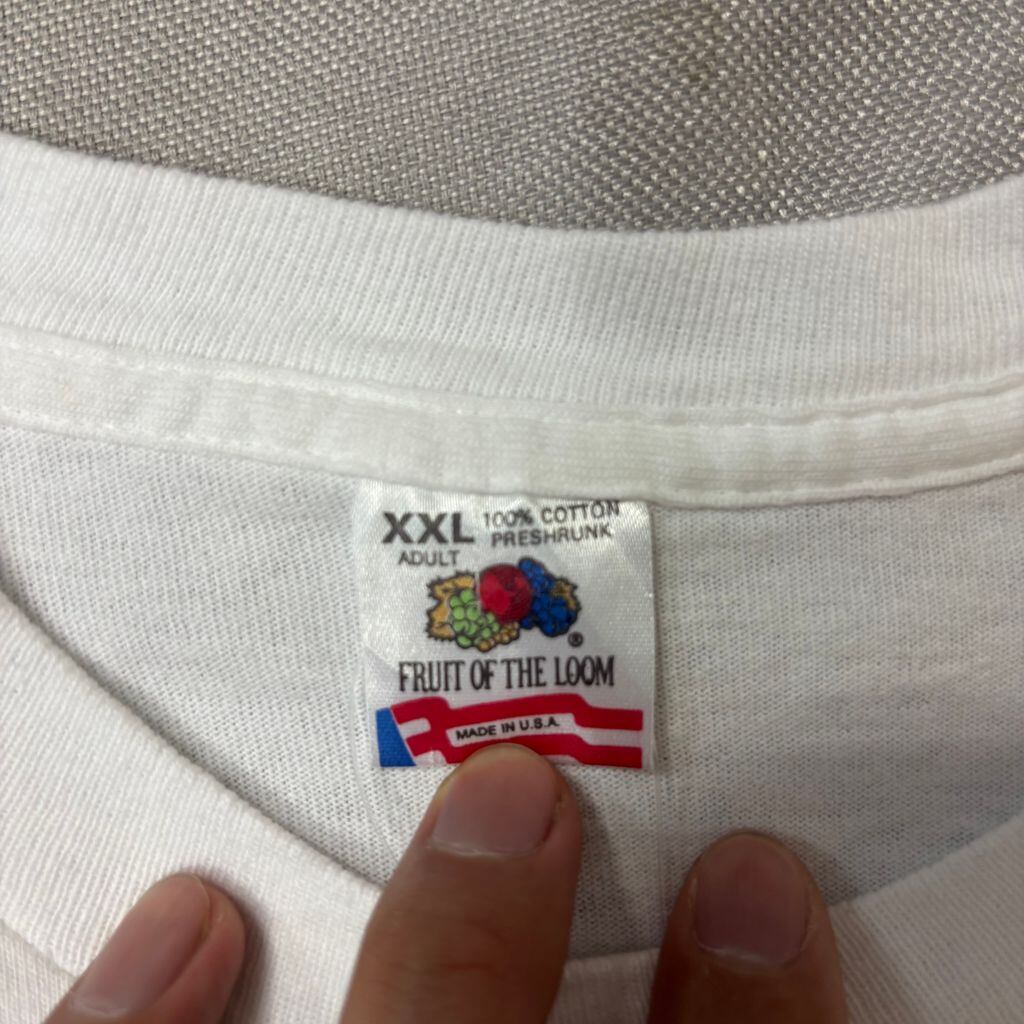 XXL 100% COTTON
ADULT PRESHRUNK
®
FRUIT OF THE LOOM
MADE IN U.S.A.